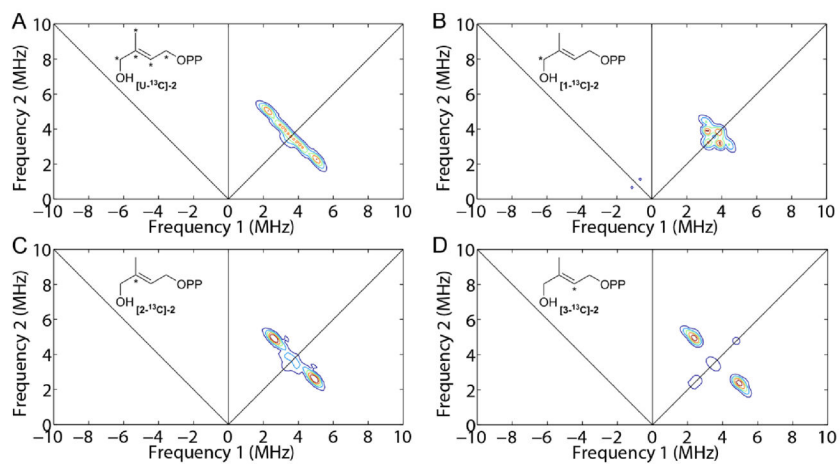 A
B
10
8
6
4
2
0
Frequency 2 (MHz)
* * * * *
OPP
OH
[U-¹³C]-2
−10 −8 −6 −4 −2 0 2 4 6 8 10
Frequency 1 (MHz)
10
8
6
4
2
0
Frequency 2 (MHz)
*
OPP
OH
[1-¹³C]-2
−10 −8 −6 −4 −2 0 2 4 6 8 10
Frequency 1 (MHz)
C
D
10
8
6
4
2
0
Frequency 2 (MHz)
*
OPP
OH
[2-¹³C]-2
−10 −8 −6 −4 −2 0 2 4 6 8 10
Frequency 1 (MHz)
10
8
6
4
2
0
Frequency 2 (MHz)
*
OPP
OH
[3-¹³C]-2
−10 −8 −6 −4 −2 0 2 4 6 8 10
Frequency 1 (MHz)